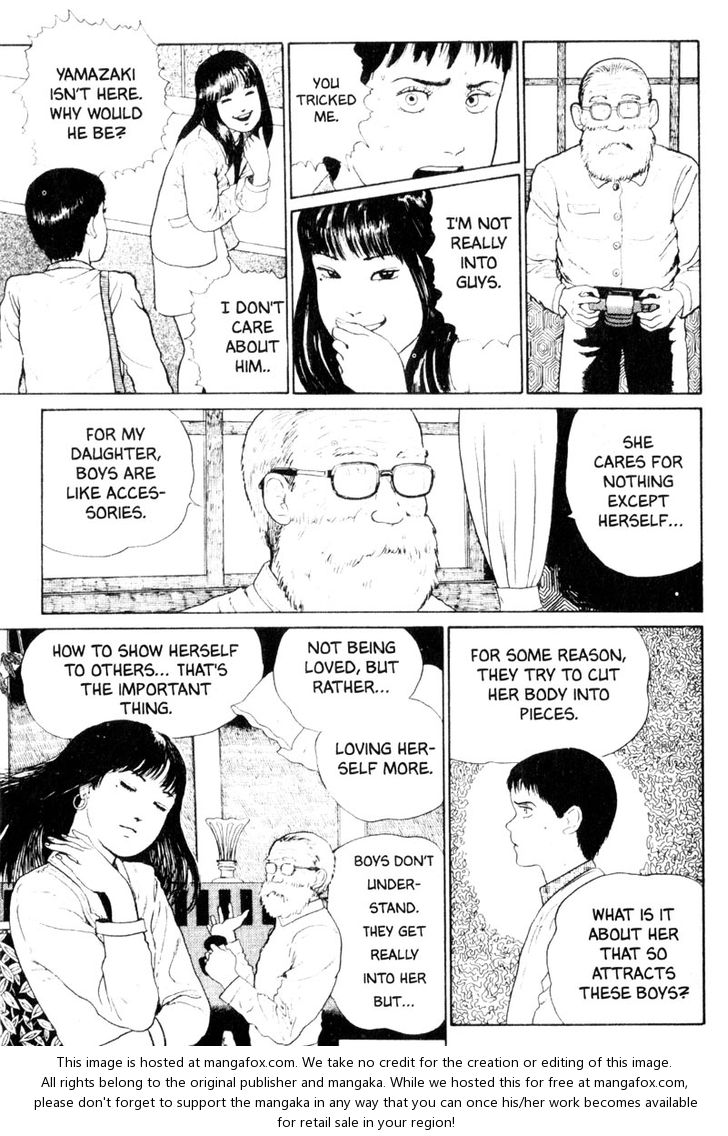 YAMAZAKI
ISN'T HERE.
WHY WOULD
HE BE?
I DON'T
CARE
ABOUT
HIM..
YOU
TRICKED
ME.
I'M NOT
REALLY
INTO
GUYS.
FOR MY
DAUGHTER,
BOYS ARE
LIKE ACCES-
SORIES.
SHE
CARES FOR
NOTHING
EXCEPT
HERSELF...
HOW TO SHOW HERSELF
TO OTHERS... THAT'S
THE IMPORTANT
THING.
NOT BEING
LOVED, BUT
RATHER...
LOVING HER-
SELF MORE.
BOYS DON'T
UNDER-
STAND.
THEY GET
REALLY
INTO HER
BUT...
FOR SOME REASON,
THEY TRY TO CUT
HER BODY INTO
PIECES.
WHAT IS IT
ABOUT HER
THAT SO
ATTRACTS
THESE BOYS?
This image is hosted at mangafox.com. We take no credit for the creation or editing of this image.
All rights belong to the original publisher and mangaka. While we hosted this for free at mangafox.com,
please don't forget to support the mangaka in any way that you can once his/her work becomes available
for retail sale in your region!